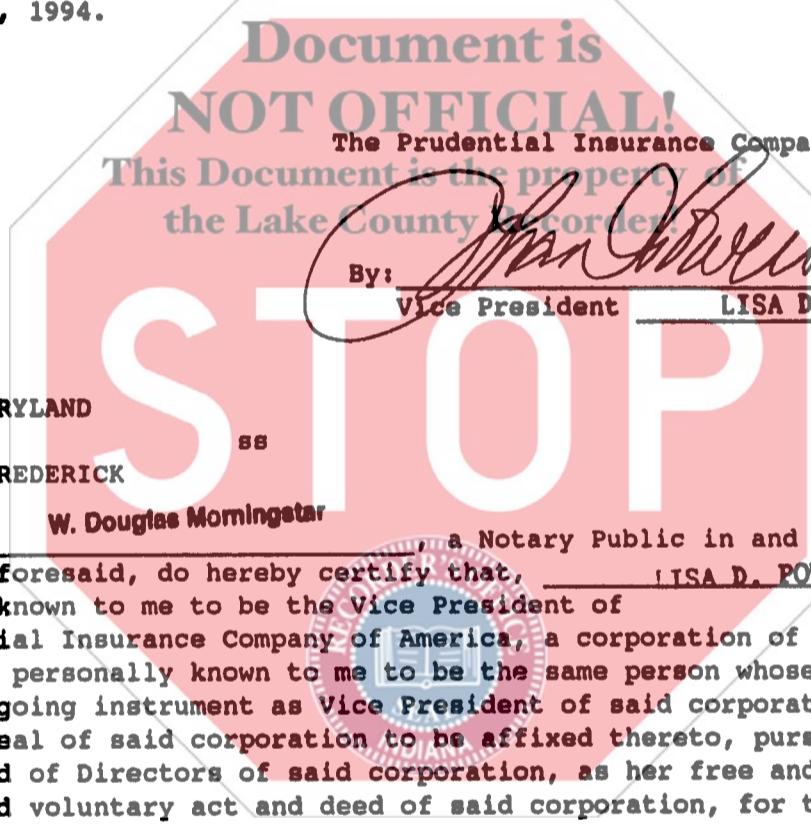 , 1994.
Document is
NOT OFFICIAL!
The Prudential Insurance Compa
This Document is the property of
the Lake County Recorder!
By:
Vice President LISA D
STOP
RYLAND
ss
REDERICK
W. Douglas Morningstar
, a Notary Public in and
foresaid, do hereby certify that, LISA D. PO
known to me to be the Vice President of
ial Insurance Company of America, a corporation of
personally known to me to be the same person whose
going instrument as Vice President of said corporat
eal of said corporation to be affixed thereto, purs
d of Directors of said corporation, as her free and
d voluntary act and deed of said corporation, for t
RECORDER
SEAL
INDIANA